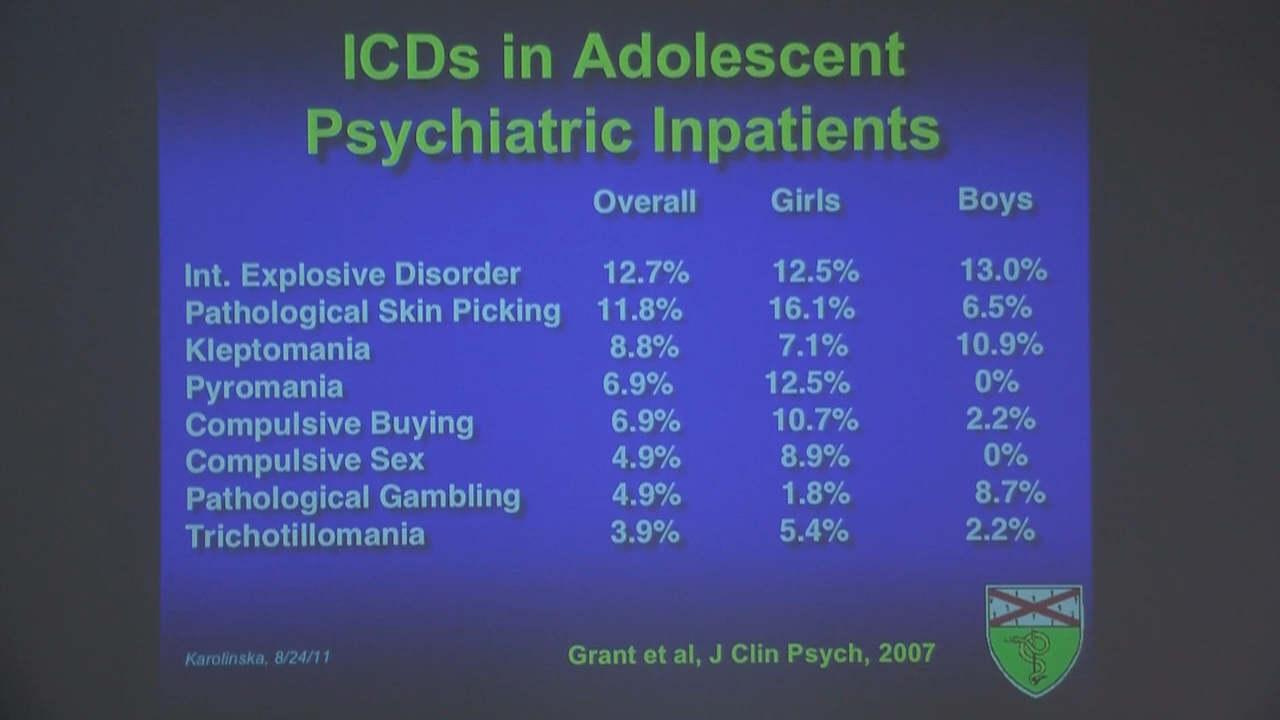 ICDs in Adolescent
Psychiatric Inpatients
Overall Girls Boys
Int. Explosive Disorder 12.7% 12.5% 13.0%
Pathological Skin Picking 11.8% 16.1% 6.5%
Kleptomania 8.8% 7.1% 10.9%
Pyromania 6.9% 12.5% 0%
Compulsive Buying 6.9% 10.7% 2.2%
Compulsive Sex 4.9% 8.9% 0%
Pathological Gambling 4.9% 1.8% 8.7%
Trichotillomania 3.9% 5.4% 2.2%
Karolinska, 8/24/11
Grant et al, J Clin Psych, 2007